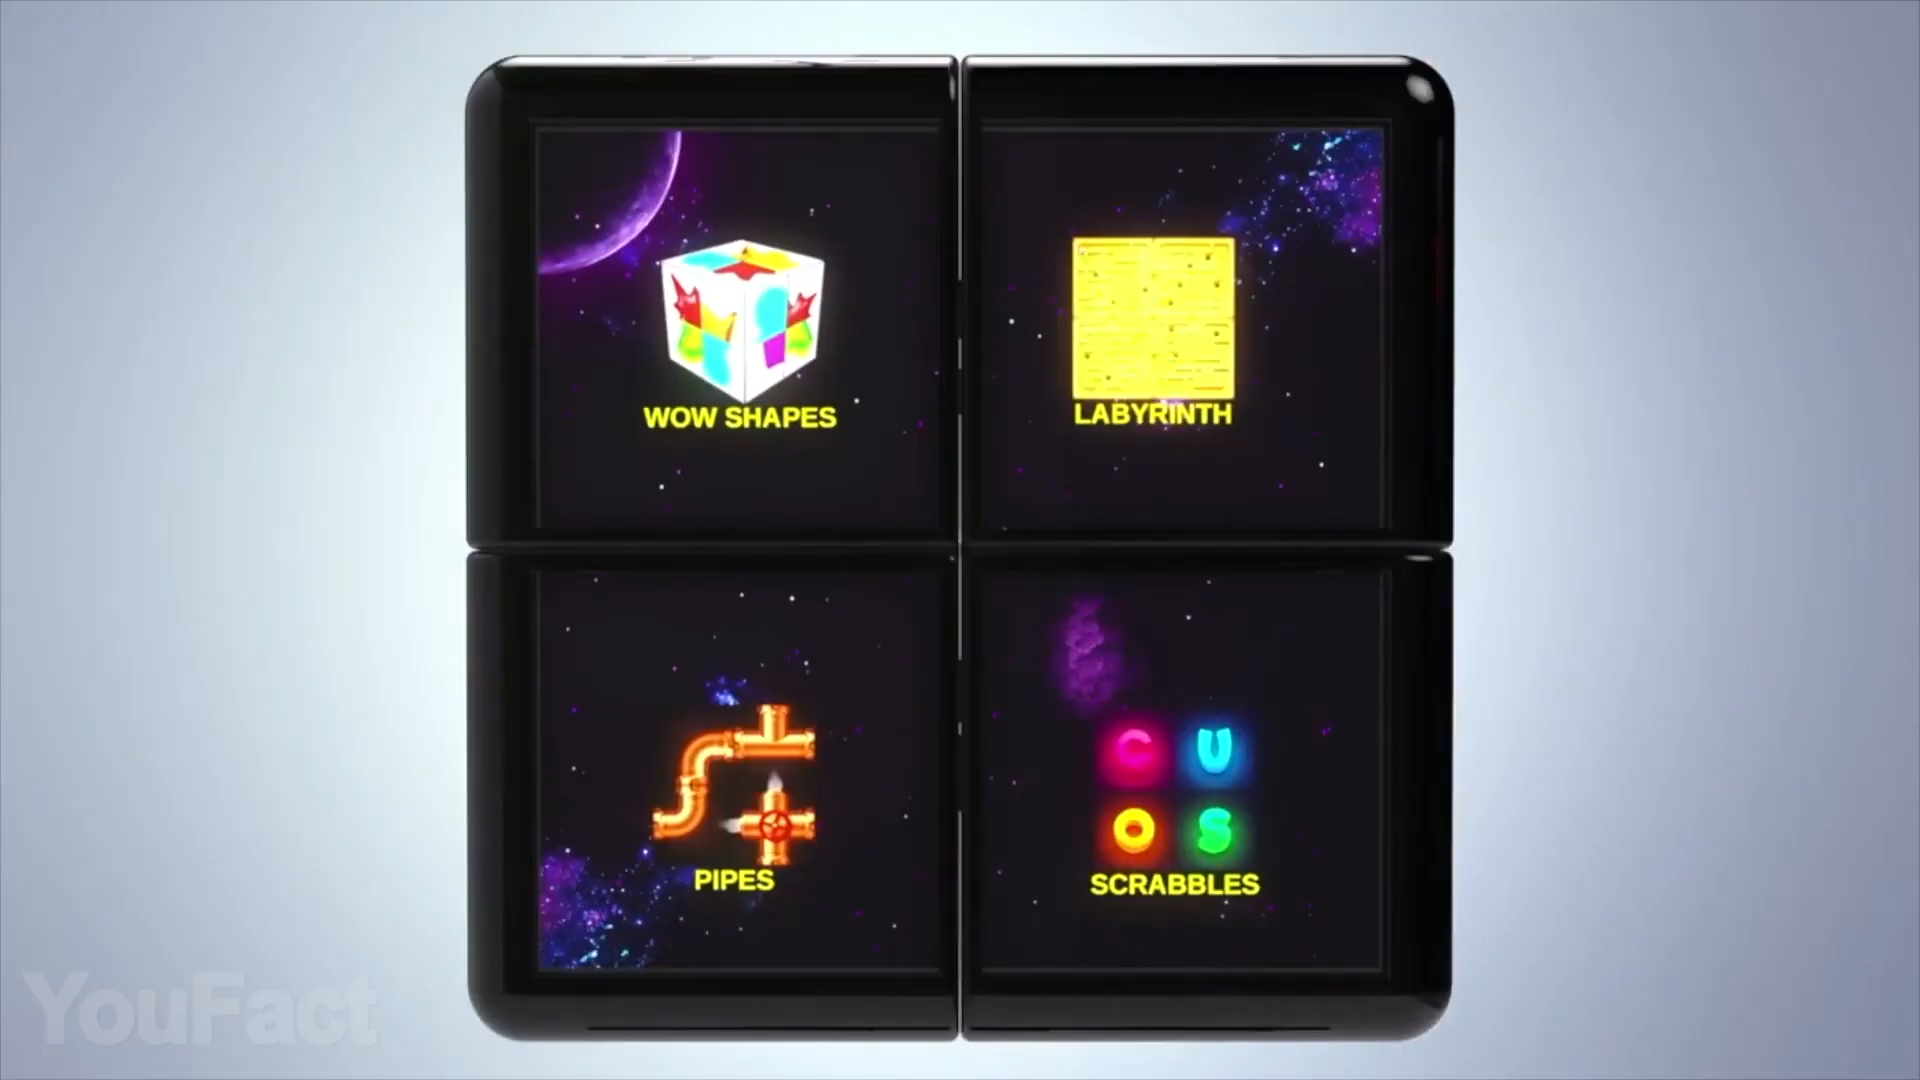 WOW SHAPES
LABYRINTH
PIPES
C U
O S
SCRABBLES
YouFact